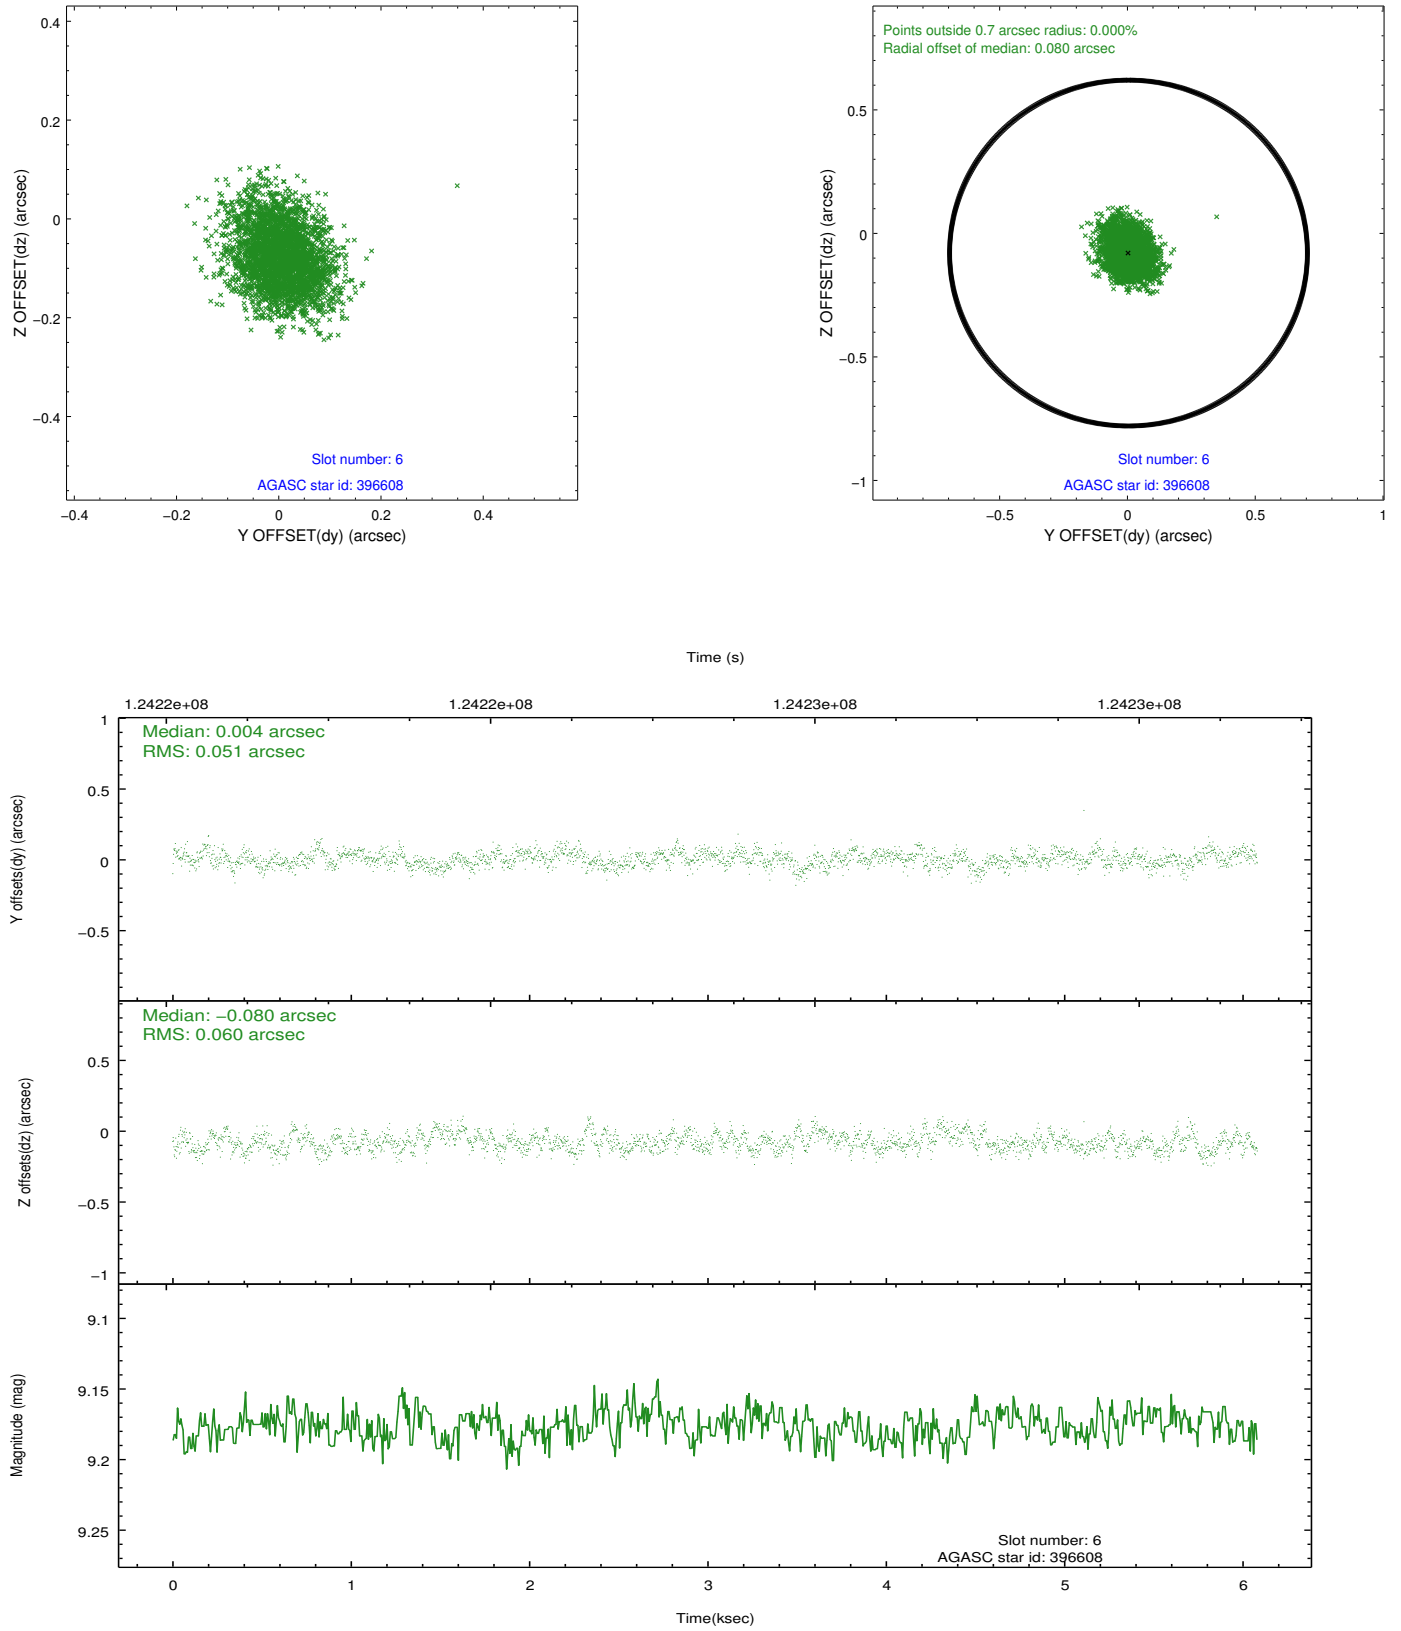 0.4
0.2
0
−0.2
−0.4
Z OFFSET(dz) (arcsec)
Slot number: 6
AGASC star id: 396608
−0.4 −0.2 0 0.2 0.4
Y OFFSET(dy) (arcsec)
Points outside 0.7 arcsec radius: 0.000%
Radial offset of median: 0.080 arcsec
0.5
0
−0.5
−1
Z OFFSET(dz) (arcsec)
Slot number: 6
AGASC star id: 396608
−0.5 0 0.5 1
Y OFFSET(dy) (arcsec)
Time (s)
1.2422e+08 1.2422e+08 1.2423e+08 1.2423e+08
Median: 0.004 arcsec
RMS: 0.051 arcsec
1
0.5
0
−0.5
Y offsets(dy) (arcsec)
Median: −0.080 arcsec
RMS: 0.060 arcsec
0.5
0
−0.5
−1
Z offsets(dz) (arcsec)
9.1
9.15
9.2
9.25
Magnitude (mag)
Slot number: 6
AGASC star id: 396608
0 1 2 3 4 5 6
Time(ksec)